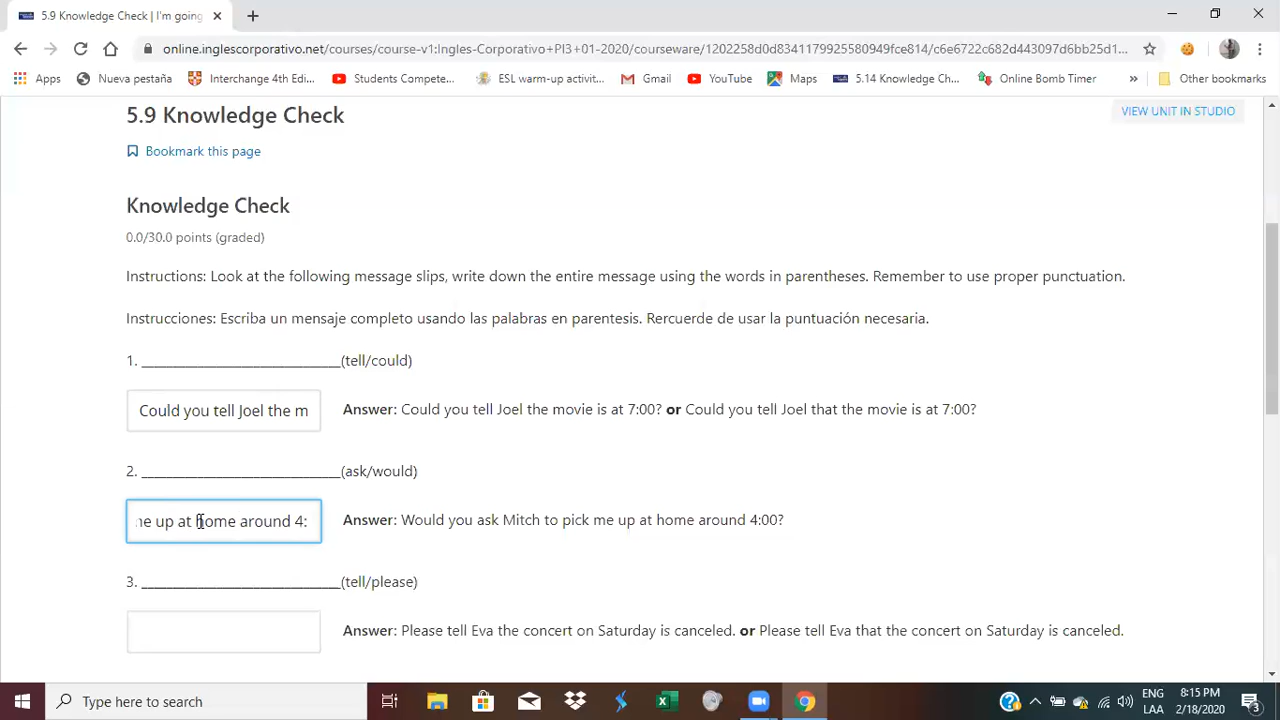 5.9 Knowledge Check | I'm going
online.inglescorporativo.net/courses/course-v1:Ingles-Corporativo+PI3+01-2020/courseware/1202258d0d8341179925580949fce814/c6e6722c682d443097d6bb25d1...
Apps Nueva pestaña Interchange 4th Edi... Students Compete... ESL warm-up activit... Gmail YouTube Maps 5.14 Knowledge Ch... Online Bomb Timer » Other bookmarks
5.9 Knowledge Check
VIEW UNIT IN STUDIO
Bookmark this page
Knowledge Check
0.0/30.0 points (graded)
Instructions: Look at the following message slips, write down the entire message using the words in parentheses. Remember to use proper punctuation.
Instrucciones: Escriba un mensaje completo usando las palabras en parentesis. Rercuerde de usar la puntuación necesaria.
1. ____________________________(tell/could)
Could you tell Joel the m Answer: Could you tell Joel the movie is at 7:00? or Could you tell Joel that the movie is at 7:00?
2. ____________________________(ask/would)
ne up at home around 4: Answer: Would you ask Mitch to pick me up at home around 4:00?
3. ____________________________(tell/please)
Answer: Please tell Eva the concert on Saturday is canceled. or Please tell Eva that the concert on Saturday is canceled.
Type here to search
ENG 8:15 PM
LAA 2/18/2020
3